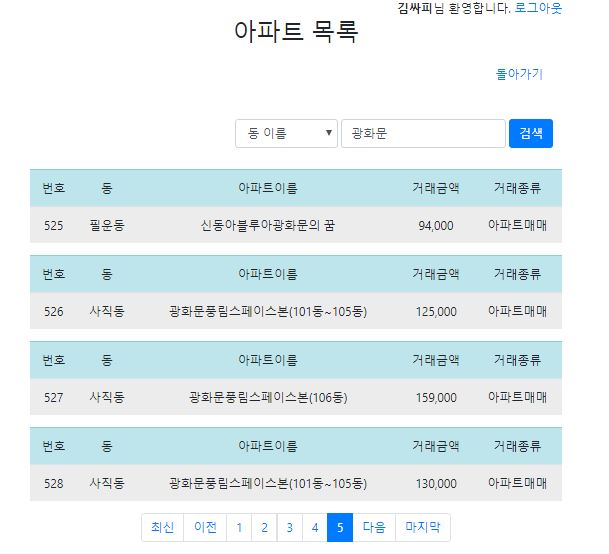 김싸피님 환영합니다. 로그아웃
아파트 목록
돌아가기
동 이름 광화문 검색
번호 동 아파트이름 거래금액 거래종류
525 필운동 신동아블루아광화문의 꿈 94,000 아파트매매
번호 동 아파트이름 거래금액 거래종류
526 사직동 광화문풍림스페이스본(101동~105동) 125,000 아파트매매
번호 동 아파트이름 거래금액 거래종류
527 사직동 광화문풍림스페이스본(106동) 159,000 아파트매매
번호 동 아파트이름 거래금액 거래종류
528 사직동 광화문풍림스페이스본(101동~105동) 130,000 아파트매매
최신 이전 1 2 3 4 5 다음 마지막